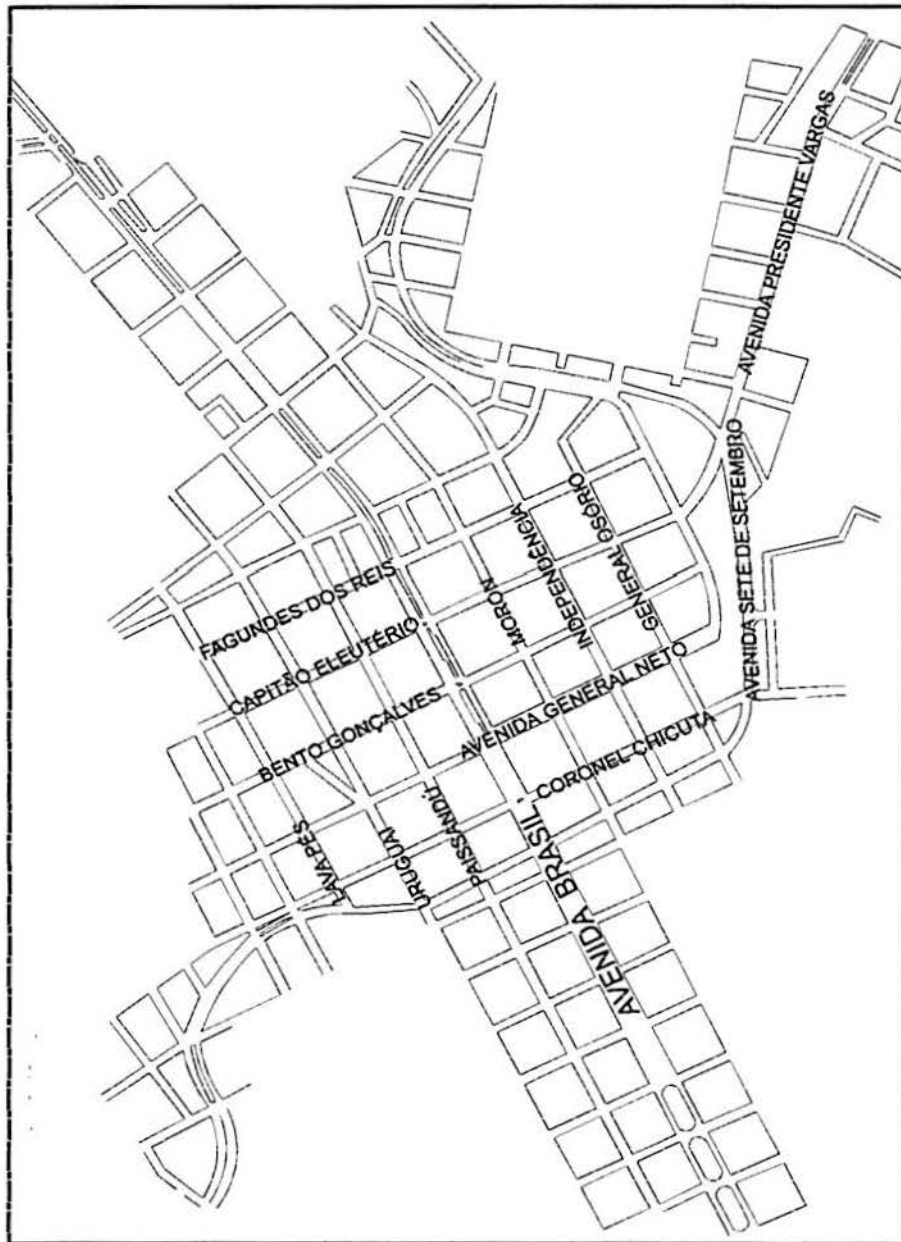 AVENIDA PRESIDENTE VARGAS
AVENIDA SETE DE SETEMBRO
FAGUNDES DOS REIS
CAPITÃO ELEUTÉRIO
BENTO GONÇALVES
MORON
INDEPENDÊNCIA
GENERAL OSÓRIO
AVENIDA GENERAL NETO
CORONEL CHICUTA
LAVA PÉS
URUGUAI
PAISSANDÚ
AVENIDA BRASIL